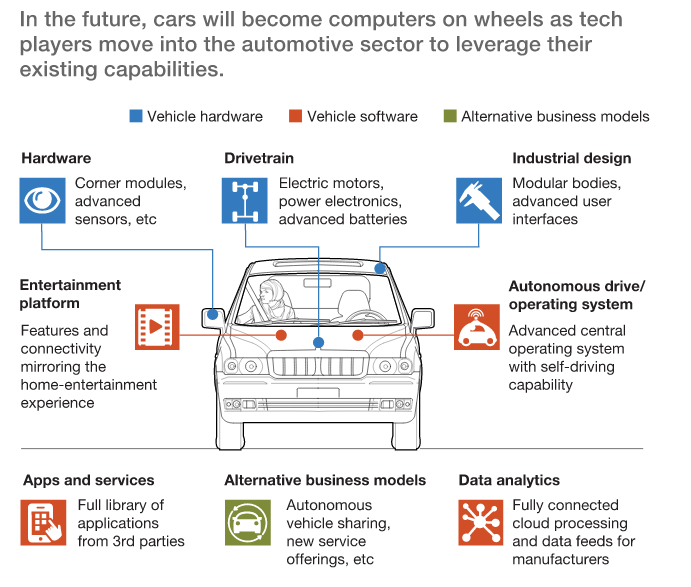 In the future, cars will become computers on wheels as tech
players move into the automotive sector to leverage their
existing capabilities.
Vehicle hardware
Vehicle software
Alternative business models
Hardware
Corner modules,
advanced
sensors, etc
Drivetrain
Electric motors,
power electronics,
advanced batteries
Industrial design
Modular bodies,
advanced user
interfaces
Entertainment
platform
Features and
connectivity
mirroring the
home-entertainment
experience
Autonomous drive/
operating system
Advanced central
operating system
with self-driving
capability
Apps and services
Full library of
applications
from 3rd parties
Alternative business models
Autonomous
vehicle sharing,
new service
offerings, etc
Data analytics
Fully connected
cloud processing
and data feeds for
manufacturers